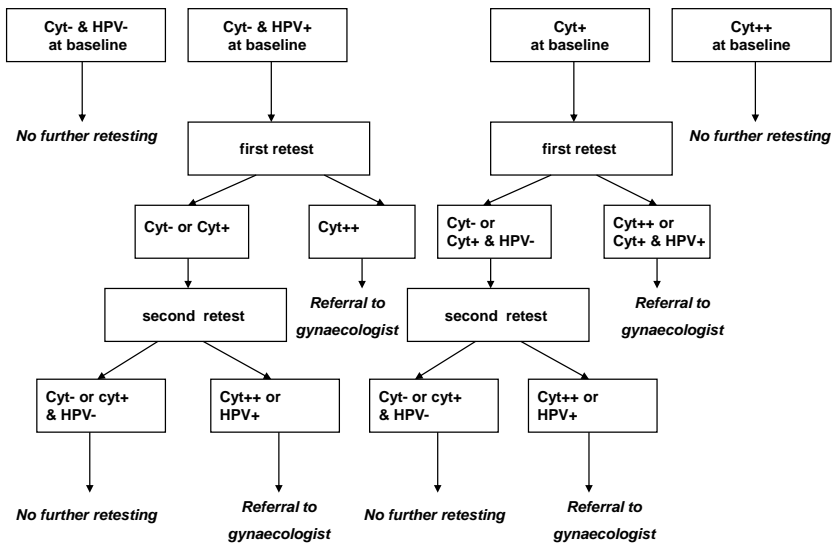 Cyt- & HPV-
at baseline
Cyt- & HPV+
at baseline
Cyt+
at baseline
Cyt++
at baseline
No further retesting
first retest
first retest
No further retesting
Cyt- or Cyt+
Cyt++
Cyt- or
Cyt+ & HPV-
Cyt++ or
Cyt+ & HPV+
second retest
Referral to
gynaecologist
second retest
Referral to
gynaecologist
Cyt- or cyt+
& HPV-
Cyt++ or
HPV+
Cyt- or cyt+
& HPV-
Cyt++ or
HPV+
No further retesting
Referral to
gynaecologist
No further retesting
Referral to
gynaecologist